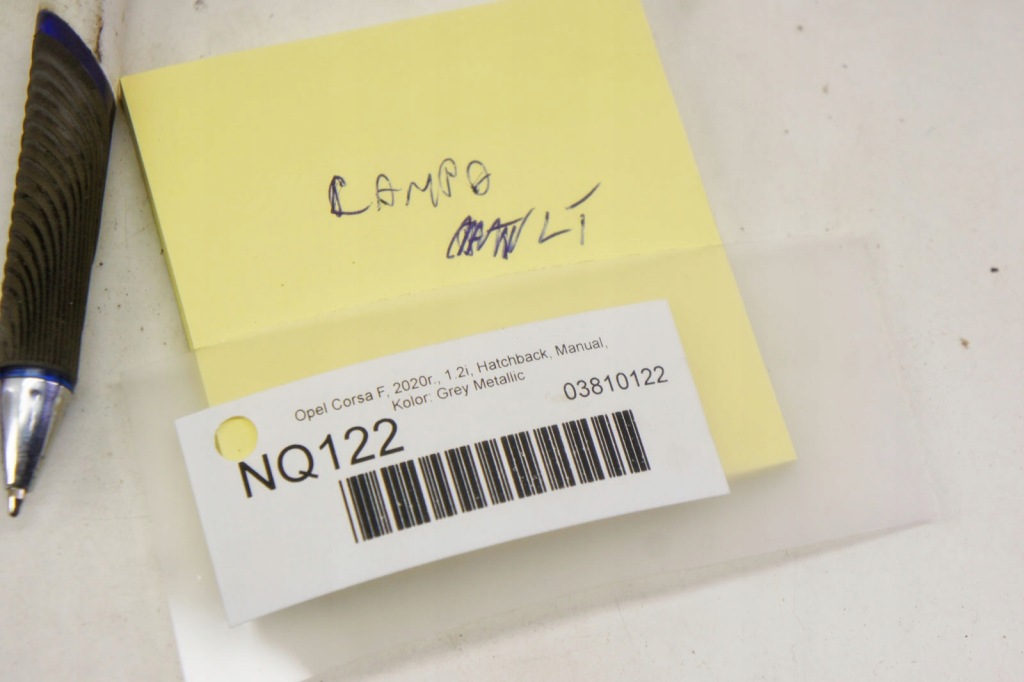 Opel Corsa F, 2020r., 1.2i, Hatchback, Manual,
Kolor: Grey Metallic
03810122
NQ122